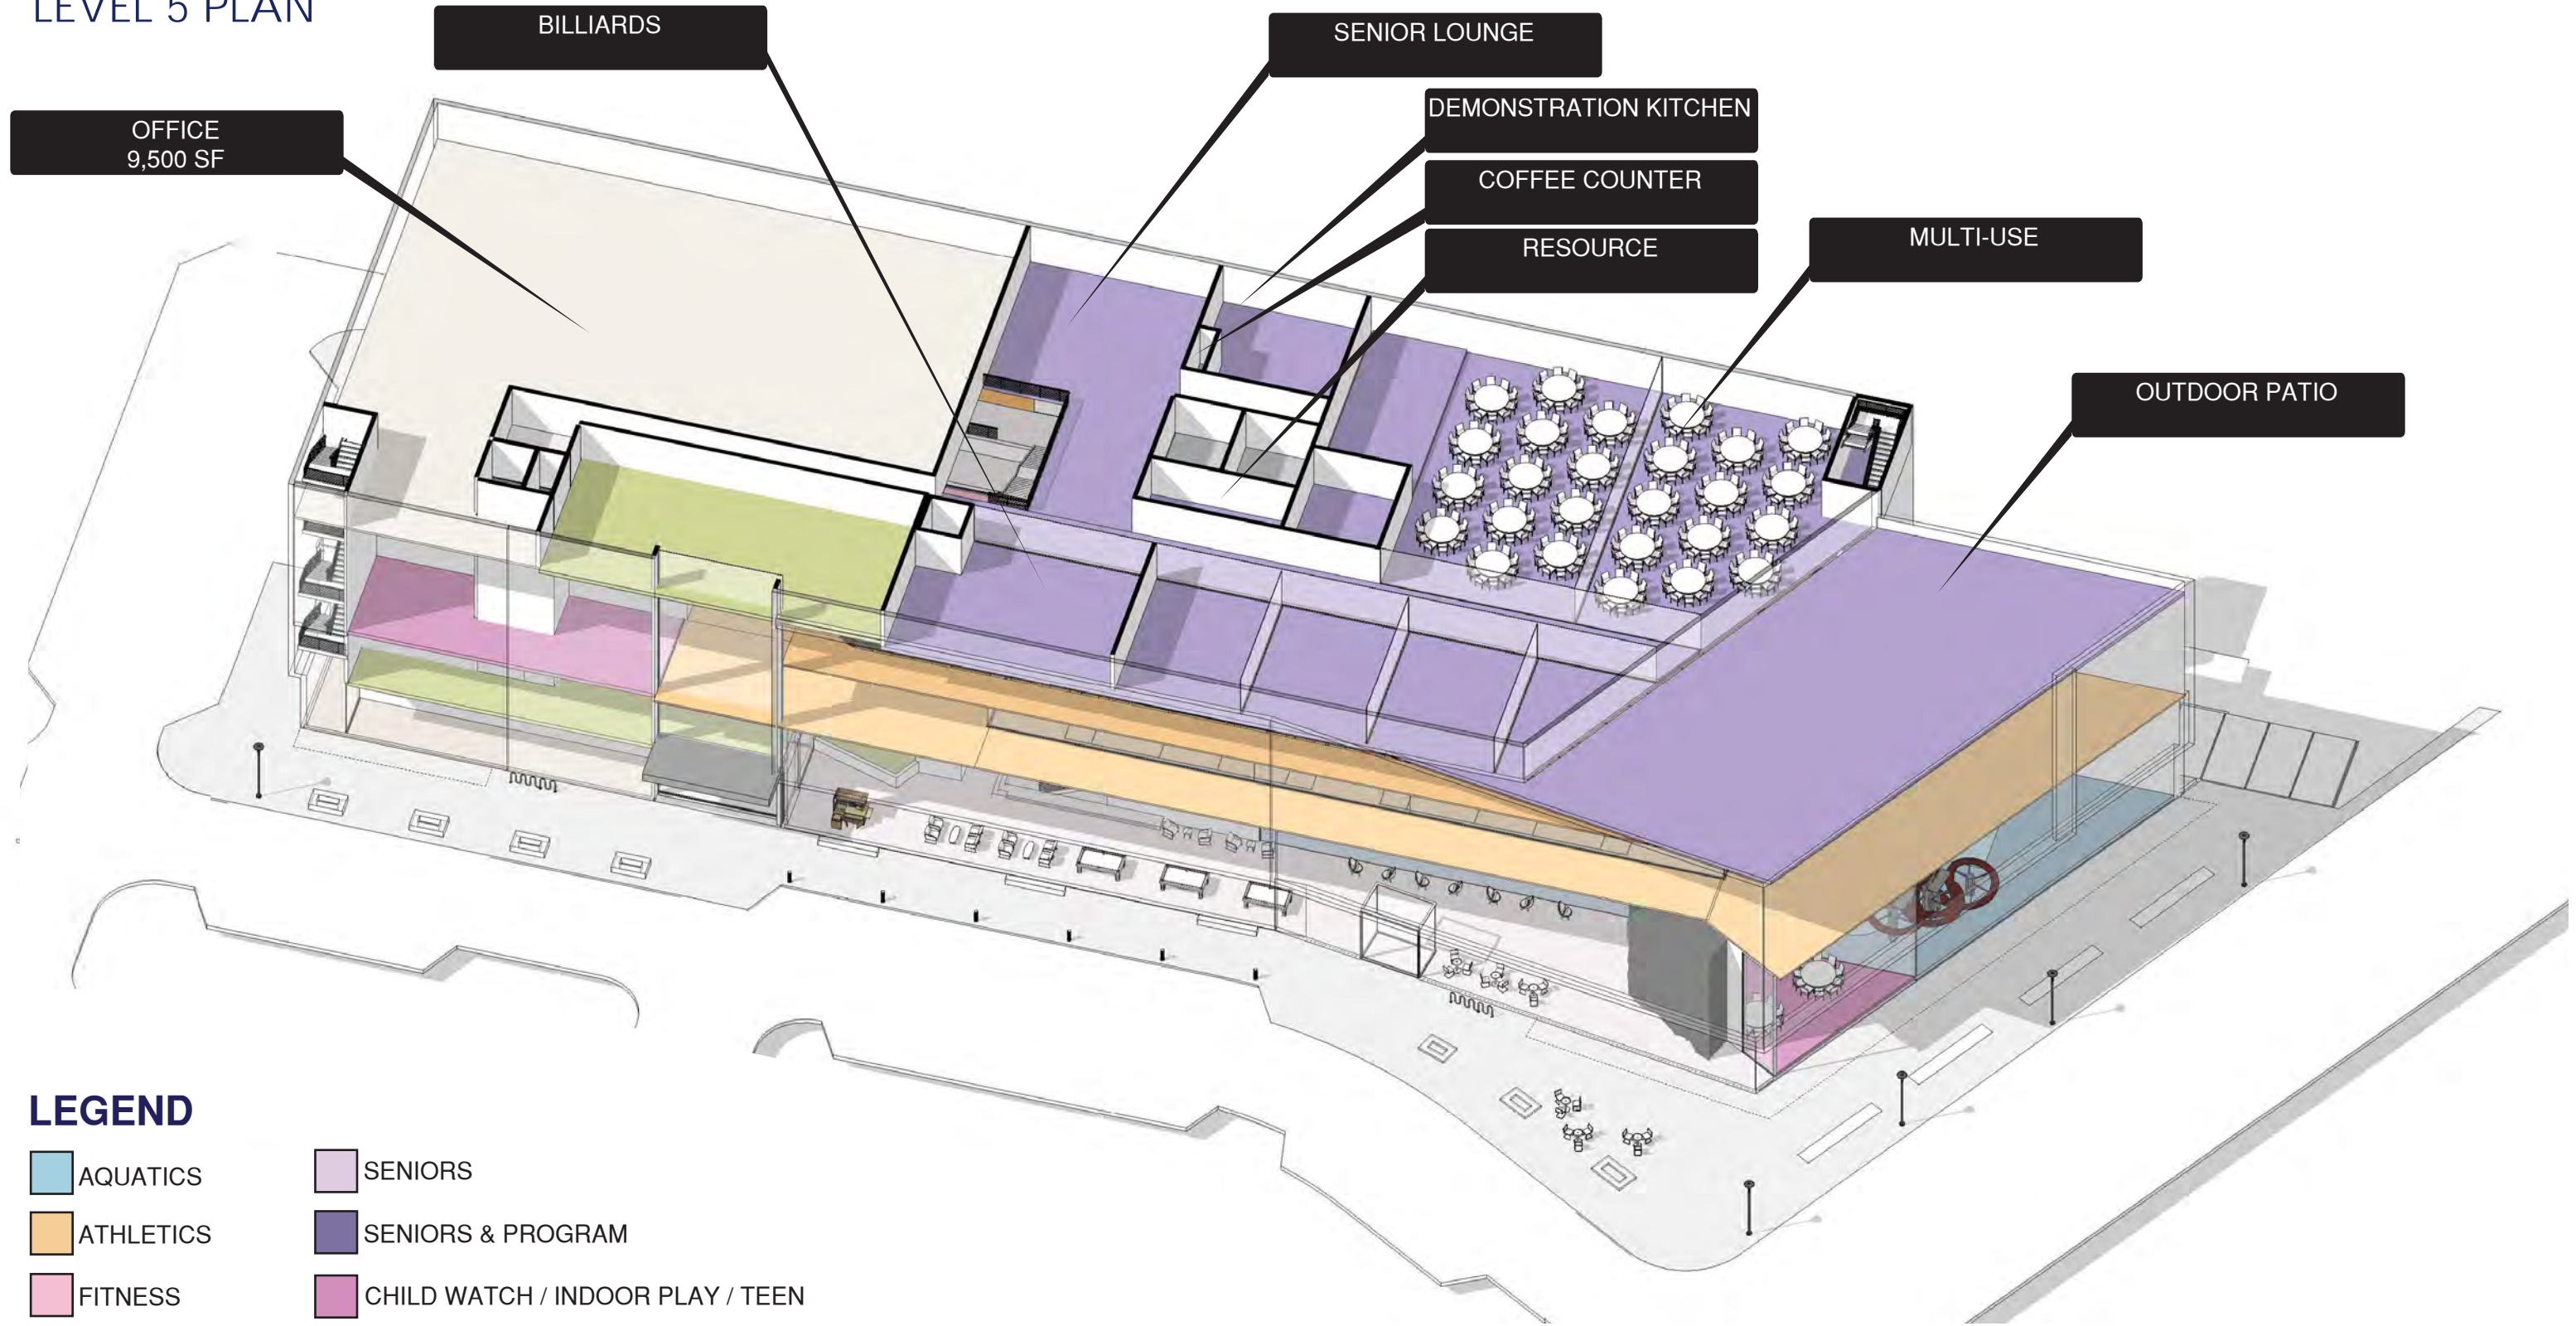 LEVEL 5 PLAN
BILLIARDS
SENIOR LOUNGE
DEMONSTRATION KITCHEN
OFFICE
9,500 SF
COFFEE COUNTER
RESOURCE
MULTI-USE
OUTDOOR PATIO
LEGEND
AQUATICS
ATHLETICS
FITNESS
SENIORS
SENIORS & PROGRAM
CHILD WATCH / INDOOR PLAY / TEEN